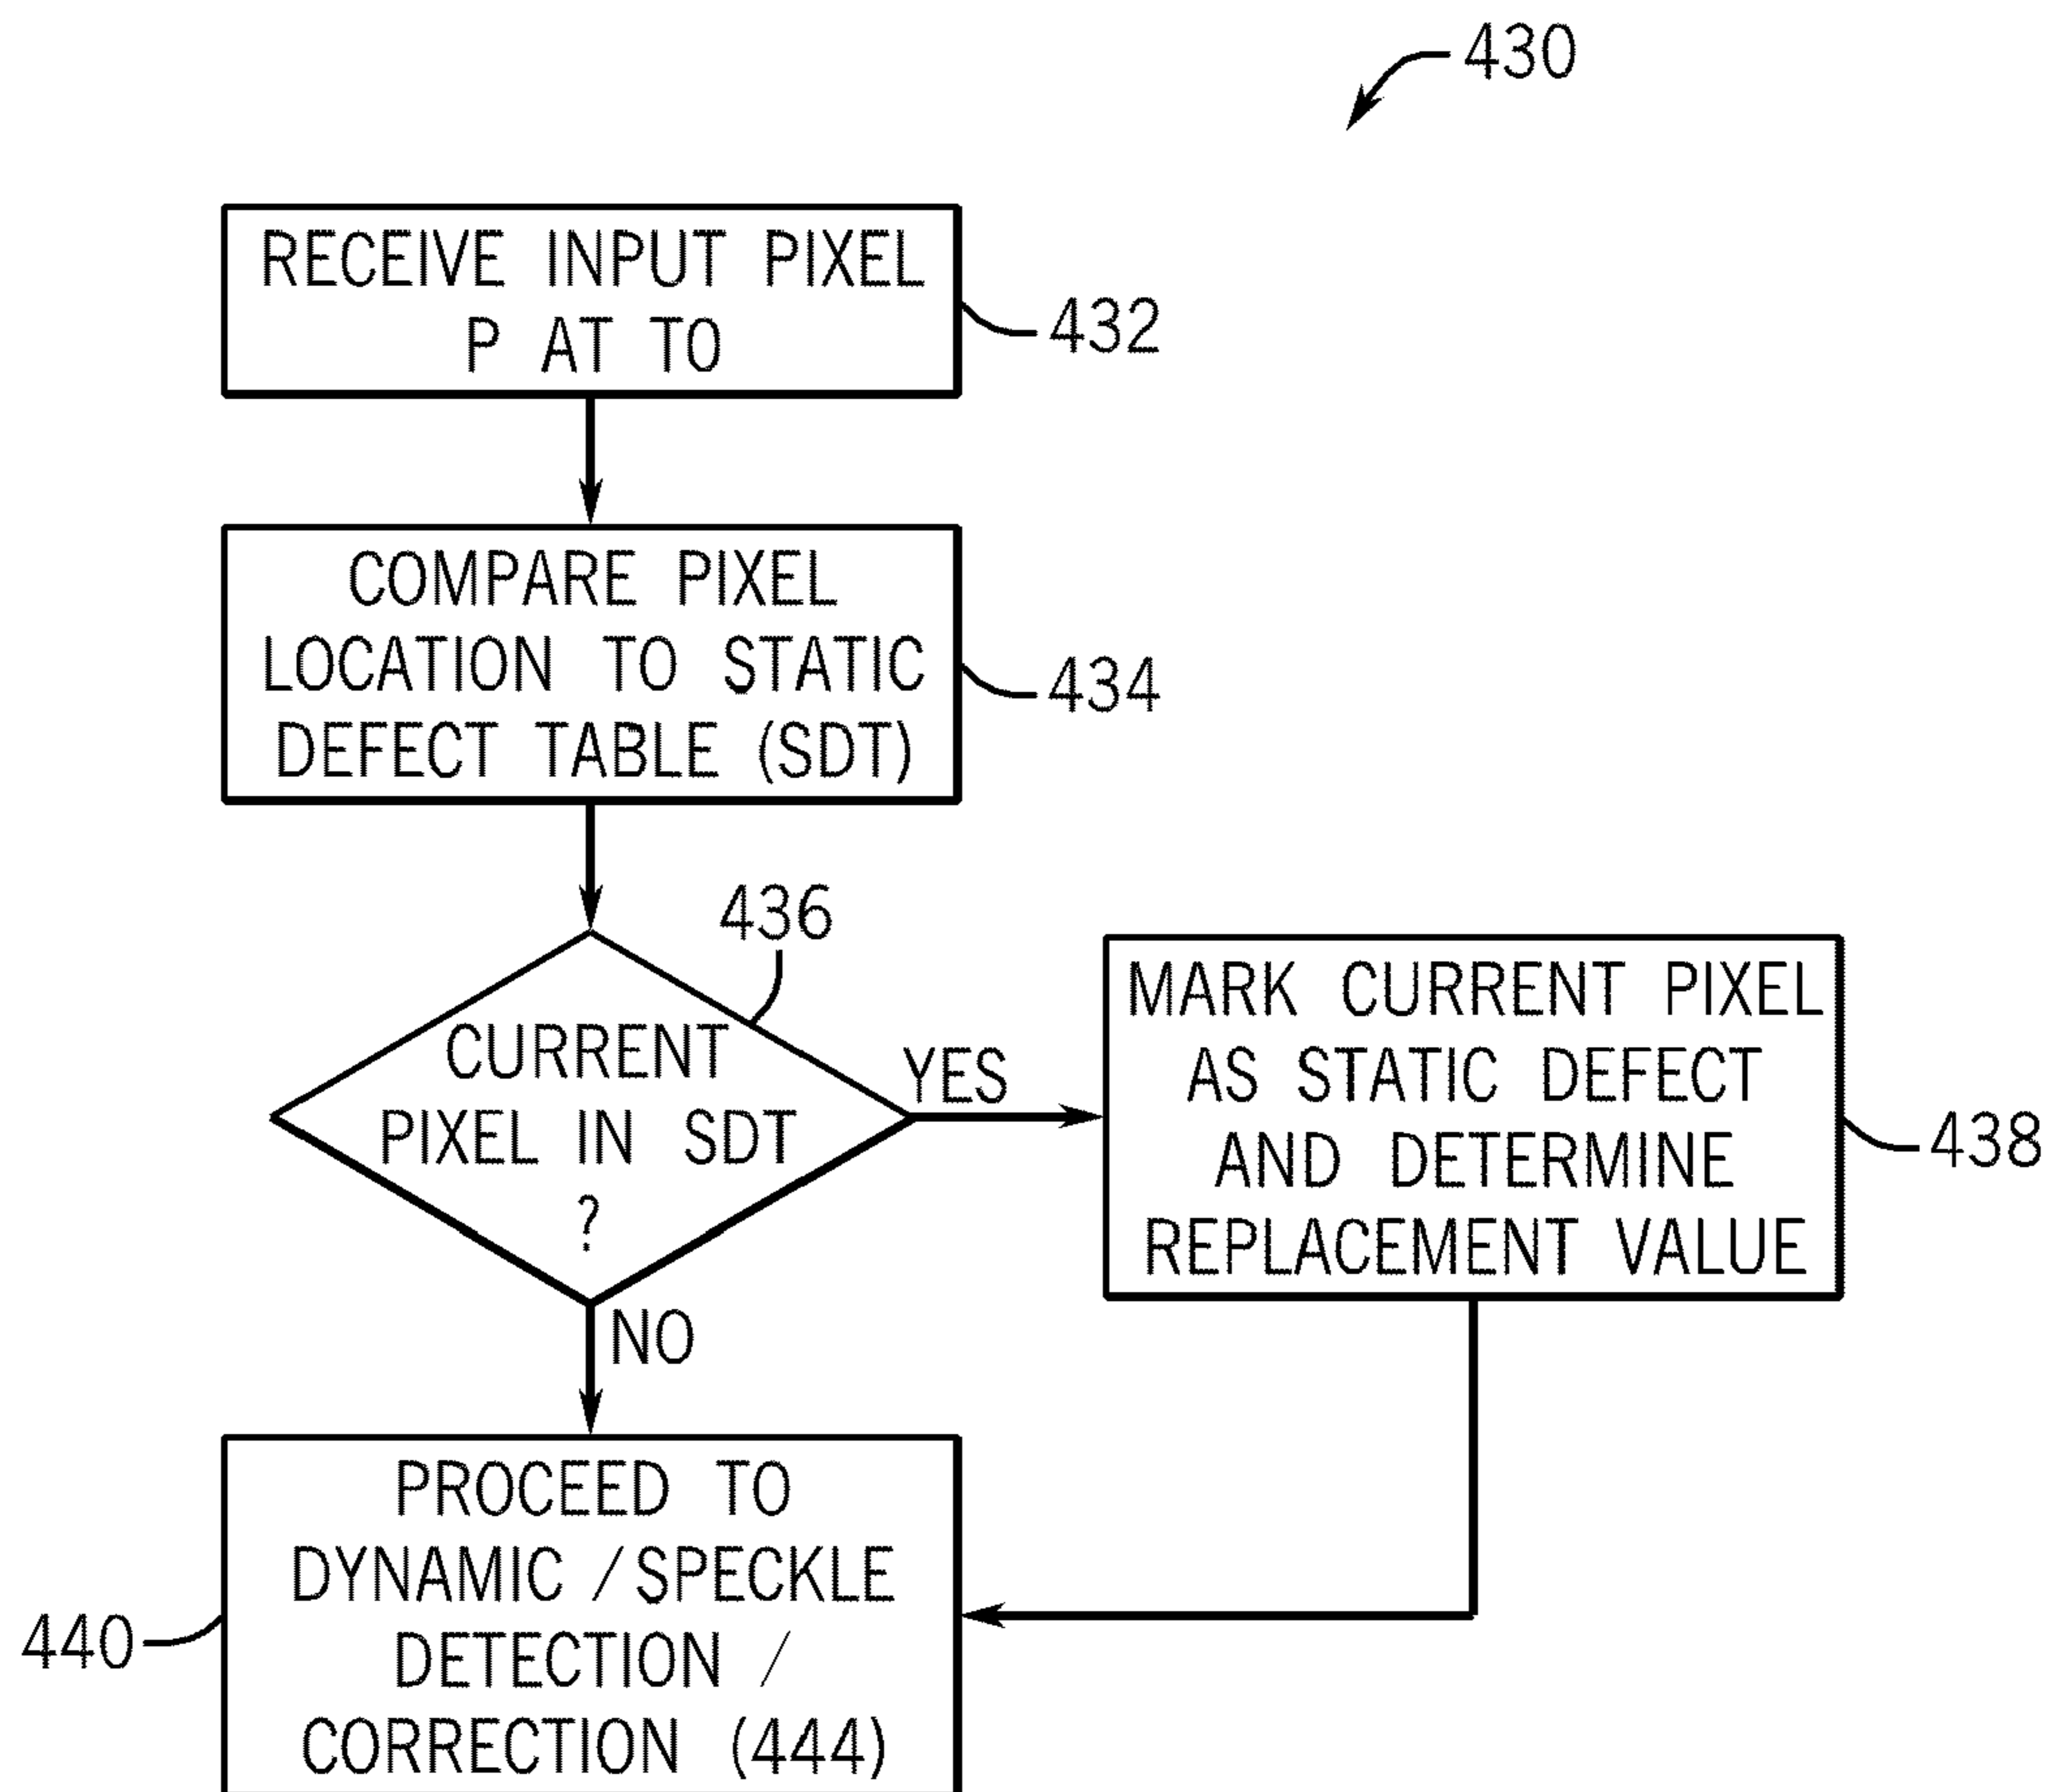 430
RECEIVE INPUT PIXEL
P AT TO
432
COMPARE PIXEL
LOCATION TO STATIC
DEFECT TABLE (SDT)
434
436
CURRENT
PIXEL IN SDT
?
YES
MARK CURRENT PIXEL
AS STATIC DEFECT
AND DETERMINE
REPLACEMENT VALUE
438
NO
PROCEED TO
DYNAMIC /SPECKLE
DETECTION /
CORRECTION (444)
440